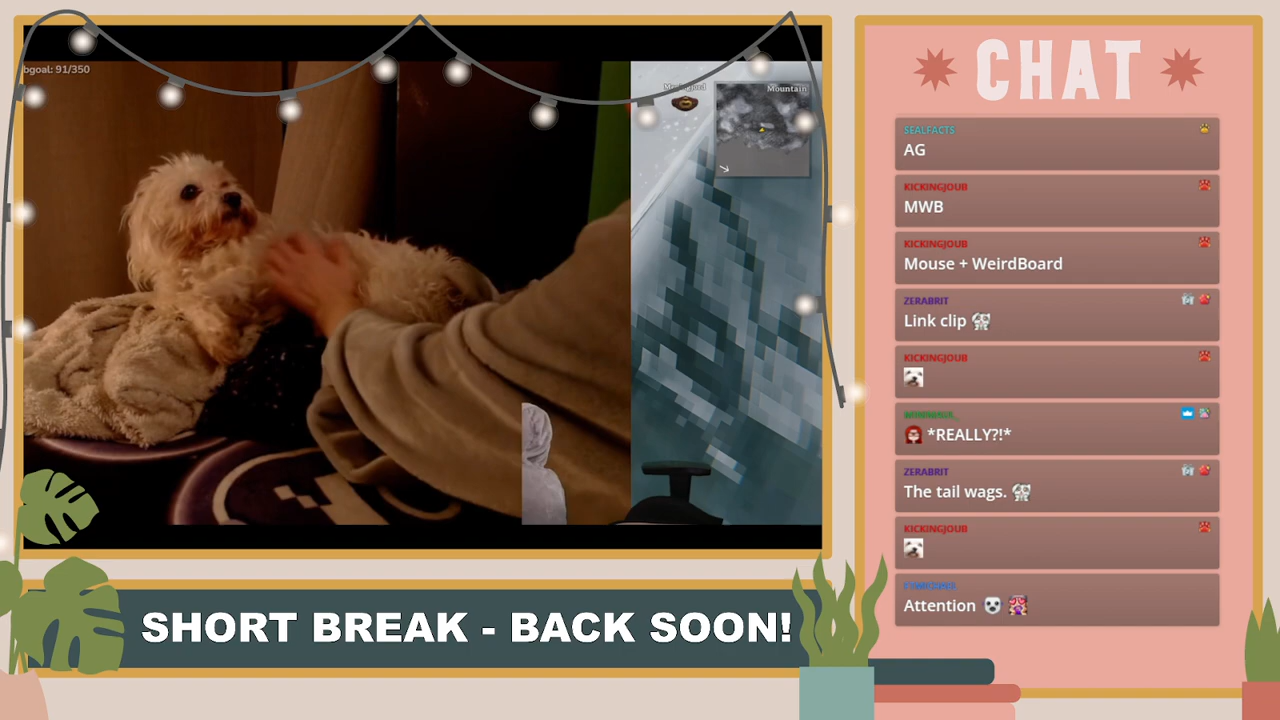 bgoal: 91/350
Mountain
CHAT
SEALFACTS
AG
KICKINGJOUB
MWB
KICKINGJOUB
Mouse + WeirdBoard
ZERABRIT
Link clip
KICKINGJOUB
*REALLY?!*
ZERABRIT
The tail wags.
KICKINGJOUB
Attention
SHORT BREAK - BACK SOON!